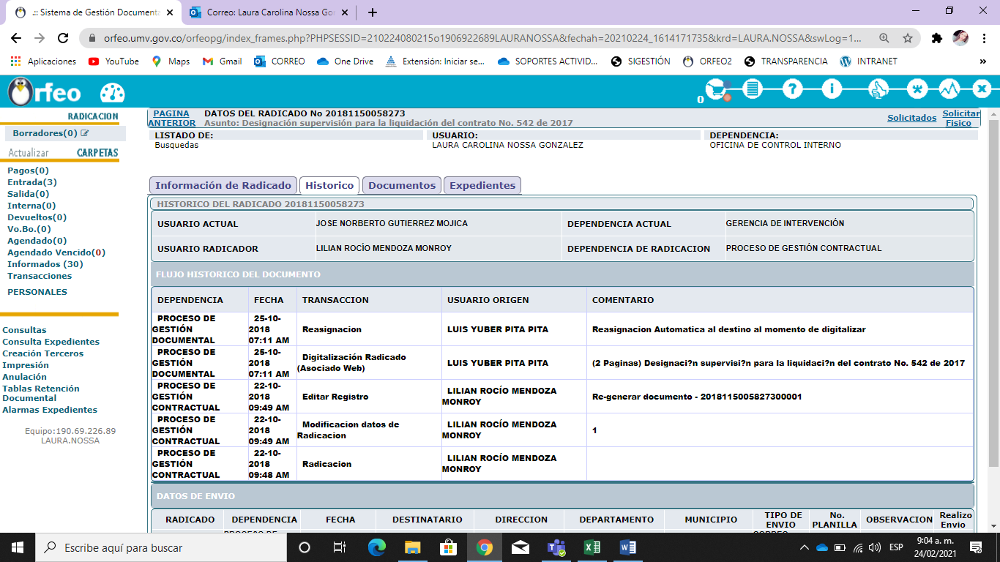 .:: Sistema de Gestión Documenta
Correo: Laura Carolina Nossa Go
orfeo.umv.gov.co/orfeopg/index_frames.php?PHPSESSID=210224080215o1906922689LAURANOSSA&fechah=20210224_1614171735&krd=LAURA.NOSSA&swLog=1...
Aplicaciones YouTube Maps Gmail CORREO One Drive Extensión: Iniciar se... SOPORTES ACTIVID... SIGESTIÓN ORFEO2 TRANSPARENCIA INTRANET »
Orfeo
0
RADICACION
Borradores(0)
Actualizar CARPETAS
Pagos(0)
Entrada(3)
Salida(0)
Interna(0)
Devueltos(0)
Vo.Bo.(0)
Agendado(0)
Agendado Vencido(0)
Informados (30)
Transacciones
PERSONALES
Consultas
Consulta Expedientes
Creación Terceros
Impresión
Anulación
Tablas Retención
Documental
Alarmas Expedientes
Equipo:190.69.226.89
LAURA.NOSSA
PAGINA
ANTERIOR
DATOS DEL RADICADO No 20181150058273
Asunto: Designación supervisión para la liquidación del contrato No. 542 de 2017
Solicitados
Solicitar
Fisico
LISTADO DE: USUARIO: DEPENDENCIA:
Busquedas LAURA CAROLINA NOSSA GONZALEZ OFICINA DE CONTROL INTERNO
Información de Radicado Historico Documentos Expedientes
HISTORICO DEL RADICADO 20181150058273
USUARIO ACTUAL JOSE NORBERTO GUTIERREZ MOJICA DEPENDENCIA ACTUAL GERENCIA DE INTERVENCIÓN
USUARIO RADICADOR LILIAN ROCÍO MENDOZA MONROY DEPENDENCIA DE RADICACION PROCESO DE GESTIÓN CONTRACTUAL
FLUJO HISTORICO DEL DOCUMENTO
DEPENDENCIA FECHA TRANSACCION USUARIO ORIGEN COMENTARIO
PROCESO DE 25-10-
GESTIÓN 2018 Reasignacion LUIS YUBER PITA PITA Reasignacion Automatica al destino al momento de digitalizar
DOCUMENTAL 07:11 AM
PROCESO DE 25-10- Digitalización Radicado
GESTIÓN 2018 (Asociado Web) LUIS YUBER PITA PITA (2 Paginas) Designaci?n supervisi?n para la liquidaci?n del contrato No. 542 de 2017
DOCUMENTAL 07:11 AM
PROCESO DE 22-10- LILIAN ROCÍO MENDOZA
GESTIÓN 2018 Editar Registro MONROY Re-generar documento - 2018115005827300001
CONTRACTUAL 09:49 AM
PROCESO DE 22-10- Modificacion datos de LILIAN ROCÍO MENDOZA
GESTIÓN 2018 Radicacion MONROY 1
CONTRACTUAL 09:49 AM
PROCESO DE 22-10- LILIAN ROCÍO MENDOZA
GESTIÓN 2018 Radicacion MONROY
CONTRACTUAL 09:48 AM
DATOS DE ENVIO
RADICADO DEPENDENCIA FECHA DESTINATARIO DIRECCION DEPARTAMENTO MUNICIPIO TIPO DE ENVIO No. PLANILLA OBSERVACION Realizo Envio
Escribe aquí para buscar
ESP
9:04 a. m.
24/02/2021